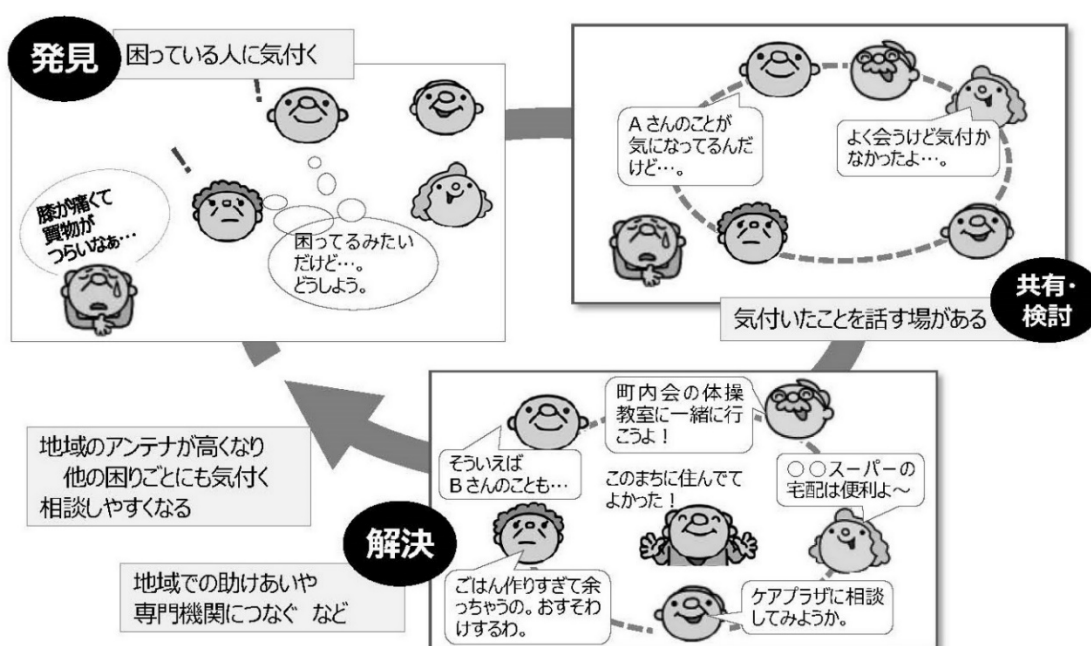 発見
困っている人に気付く
膝が痛くて
買物が
つらいなぁ…
困ってるみたい
だけど…。
どうしよう。
Aさんのことが
気になってるんだ
けど…。
よく会うけど気付か
なかったよ…。
共有・
検討
気付いたことを話す場がある
町内会の体操
教室に一緒に行
こうよ！
そういえば
Bさんのことも…
このまちに住んでて
よかった！
○○スーパーの
宅配は便利よ～
解決
ごはん作りすぎて余
っちゃうの。おすそわ
けするわ。
ケアプラザに相談
してみようか。
地域のアンテナが高くなり
他の困りごとにも気付く
相談しやすくなる
地域での助けあいや
専門機関につなぐ など